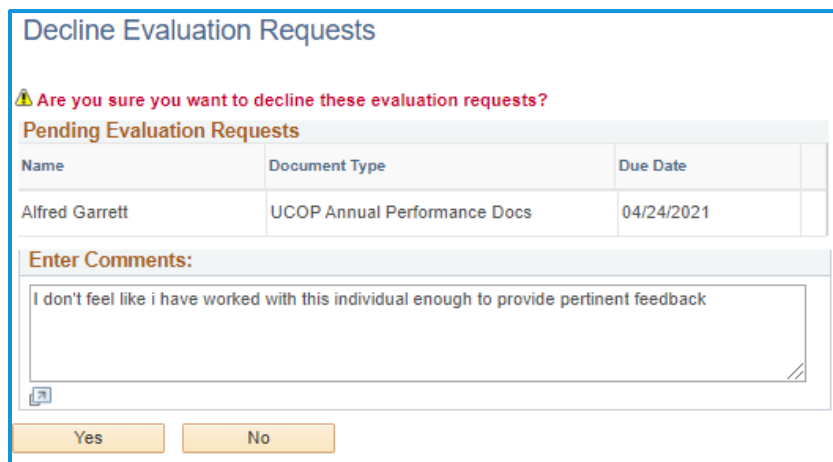 Decline Evaluation Requests
Are you sure you want to decline these evaluation requests?
Pending Evaluation Requests
Name Document Type Due Date
Alfred Garrett UCOP Annual Performance Docs 04/24/2021
Enter Comments:
I don't feel like i have worked with this individual enough to provide pertinent feedback
Yes No